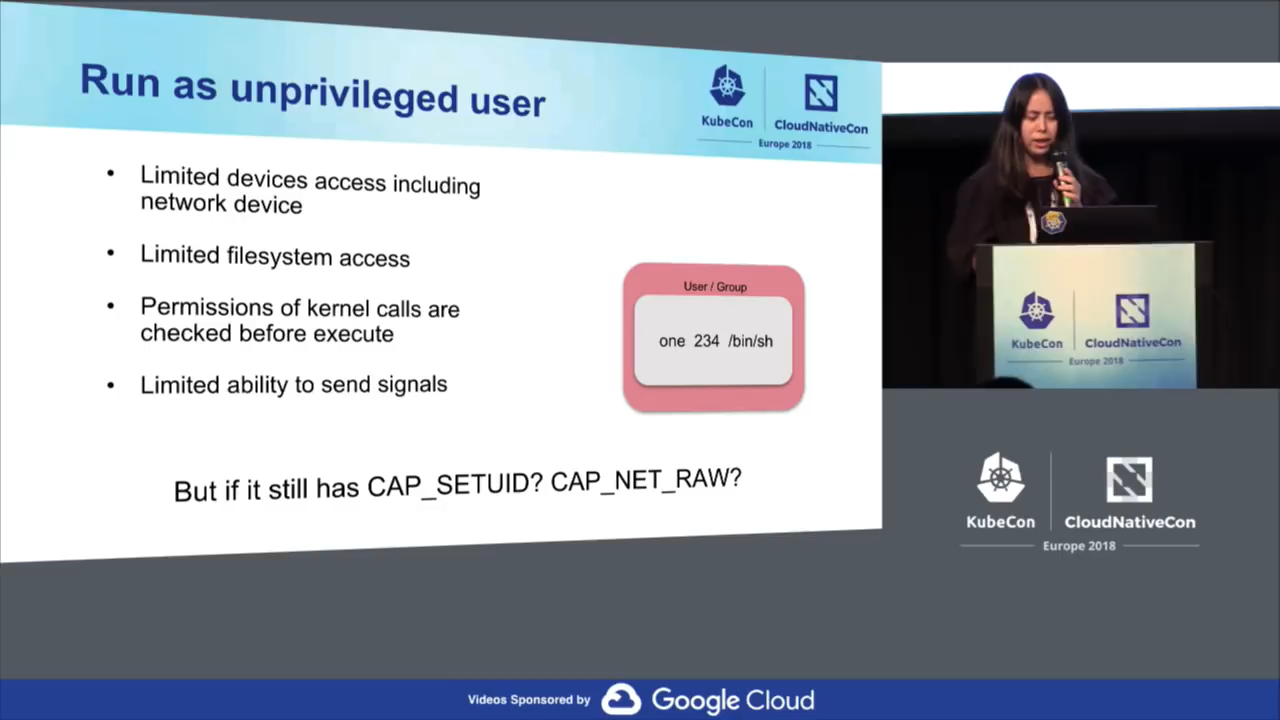 Run as unprivileged user
KubeCon
CloudNativeCon
Europe 2018
• Limited devices access including
network device
• Limited filesystem access
• Permissions of kernel calls are
checked before execute
• Limited ability to send signals
User / Group
one 234 /bin/sh
But if it still has CAP_SETUID? CAP_NET_RAW?
KubeCon
CloudNativeCon
Europe 2018
KubeCon
CloudNativeCon
Europe 2018
Videos Sponsored by Google Cloud